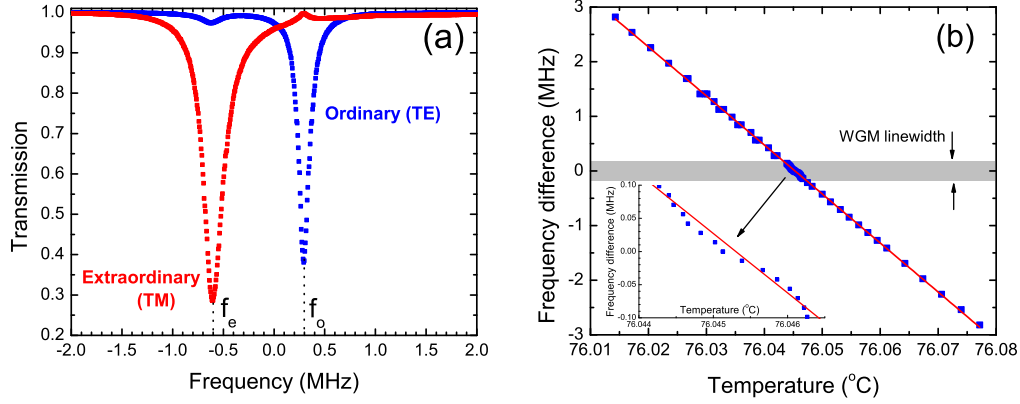 (a)
Transmission
1.0
0.9
0.8
0.7
0.6
0.5
0.4
0.3
0.2
Ordinary (TE)
Extraordinary
(TM)
fe
fo
-2.0 -1.5 -1.0 -0.5 0.0 0.5 1.0 1.5 2.0
Frequency (MHz)
(b)
Frequency difference (MHz)
3
2
1
0
-1
-2
-3
WGM linewidth
Frequency difference (MHz)
0.10
0.05
0.00
-0.05
-0.10
Temperature (°C)
76.044 76.045 76.046
76.01 76.02 76.03 76.04 76.05 76.06 76.07 76.08
Temperature (°C)